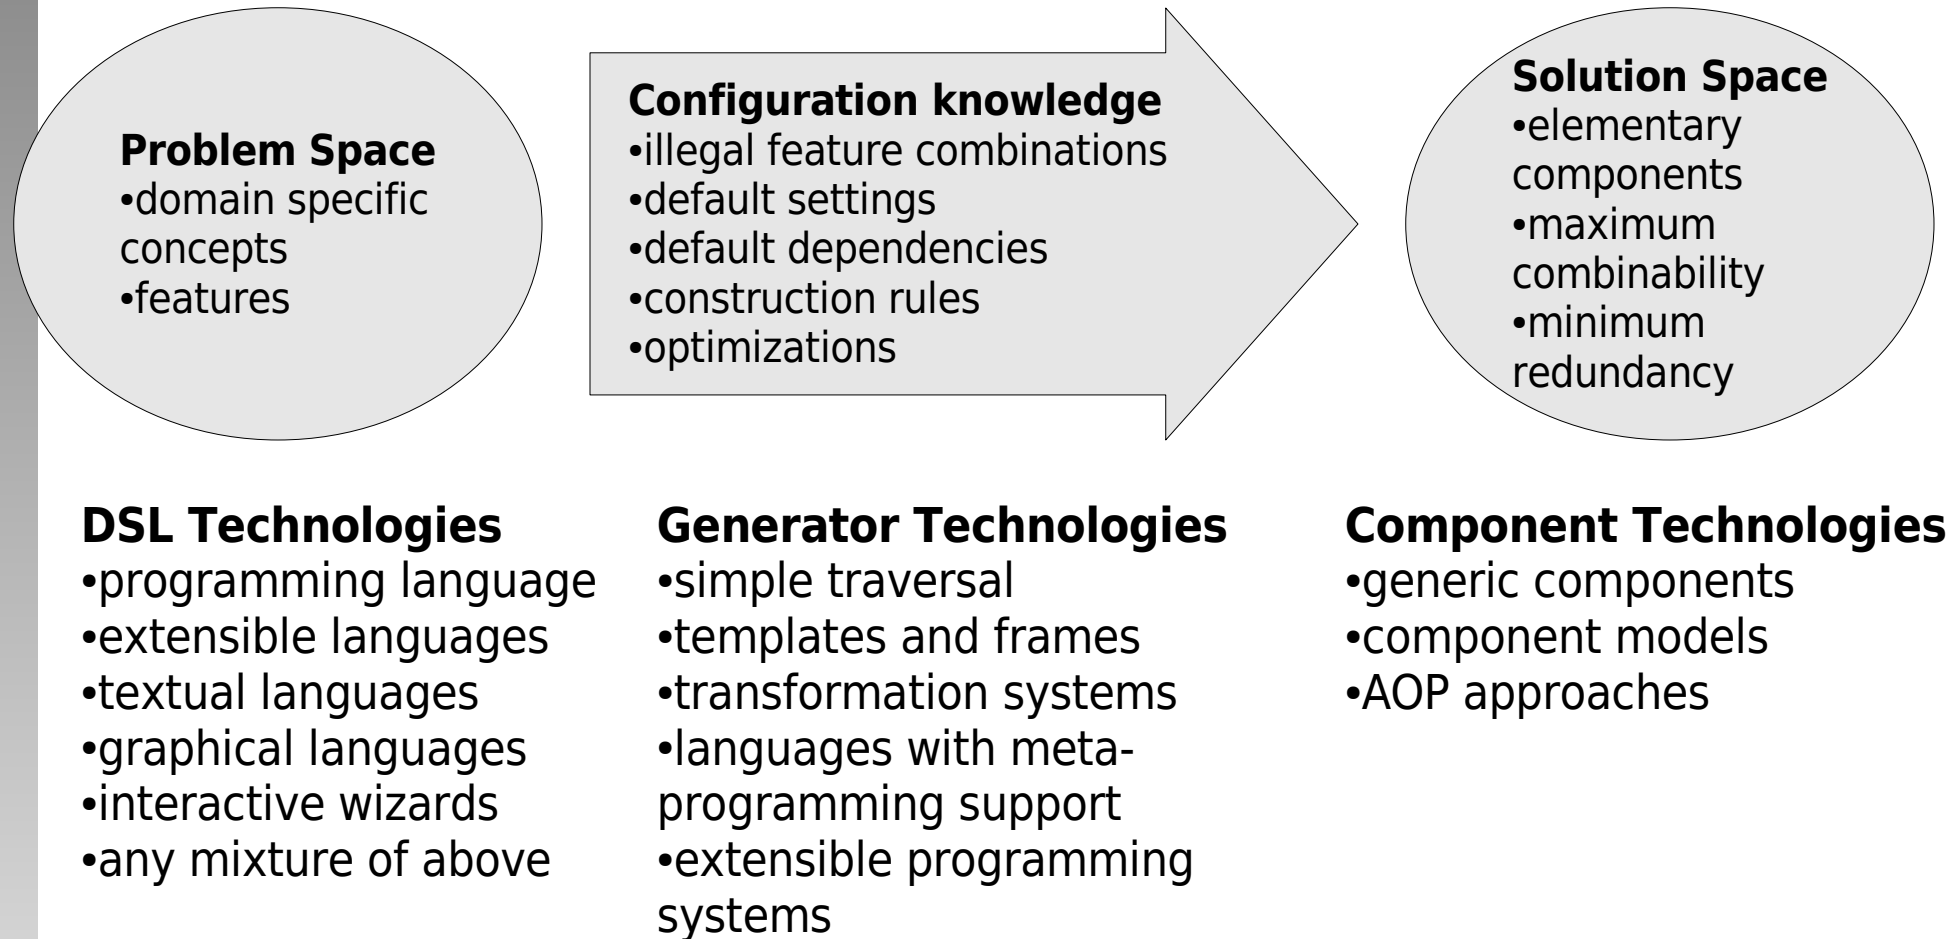 Problem Space
•domain specific
concepts
•features
Configuration knowledge
•illegal feature combinations
•default settings
•default dependencies
•construction rules
•optimizations
Solution Space
•elementary
components
•maximum
combinability
•minimum
redundancy
DSL Technologies
•programming language
•extensible languages
•textual languages
•graphical languages
•interactive wizards
•any mixture of above
Generator Technologies
•simple traversal
•templates and frames
•transformation systems
•languages with meta-
programming support
•extensible programming
systems
Component Technologies
•generic components
•component models
•AOP approaches